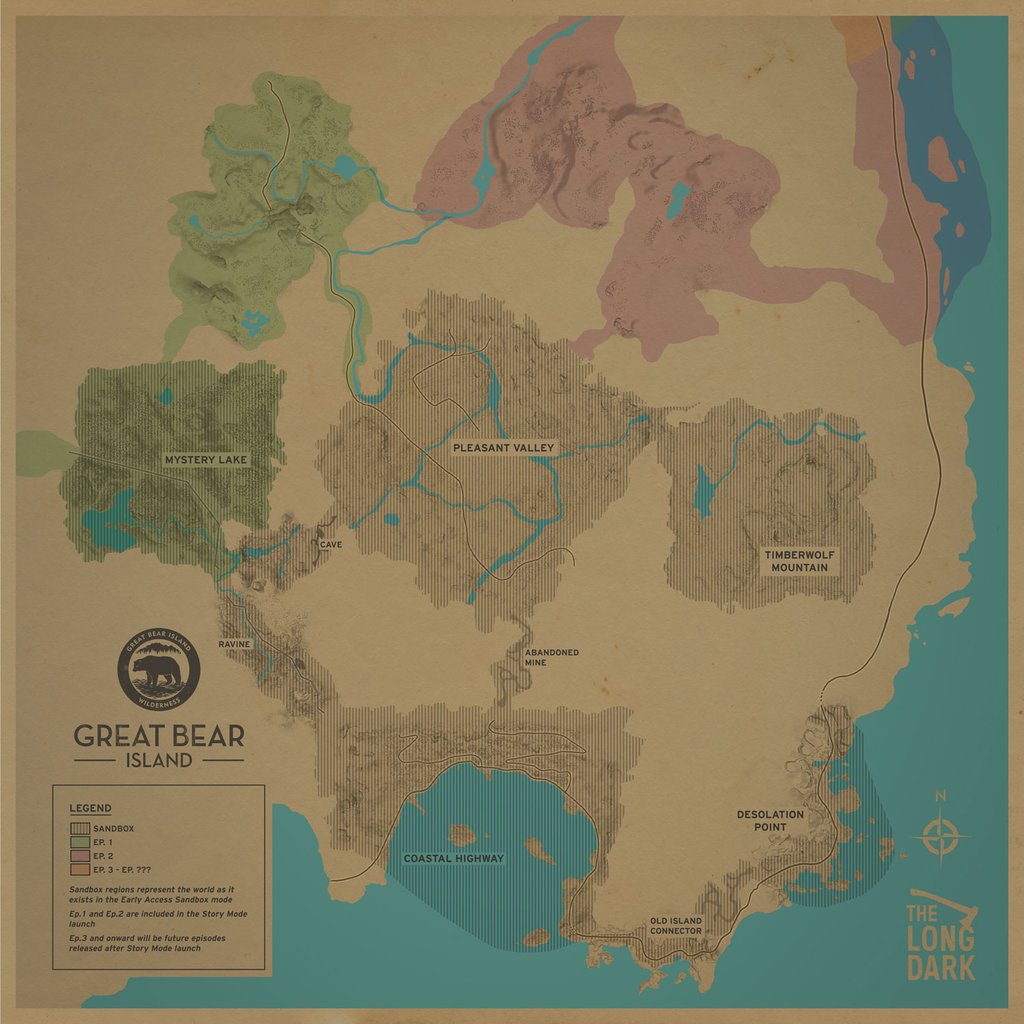 MYSTERY LAKE
PLEASANT VALLEY
CAVE
TIMBERWOLF
MOUNTAIN
RAVINE
ABANDONED
MINE
GREAT BEAR ISLAND
WILDERNESS
GREAT BEAR
ISLAND
LEGEND
SANDBOX
EP. 1
EP. 2
EP. 3 - EP. ???
Sandbox regions represent the world as it
exists in the Early Access Sandbox mode
Ep.1 and Ep.2 are included in the Story Mode
launch
Ep.3 and onward will be future episodes
released after Story Mode launch
COASTAL HIGHWAY
DESOLATION
POINT
OLD ISLAND
CONNECTOR
N
THE
LONG
DARK